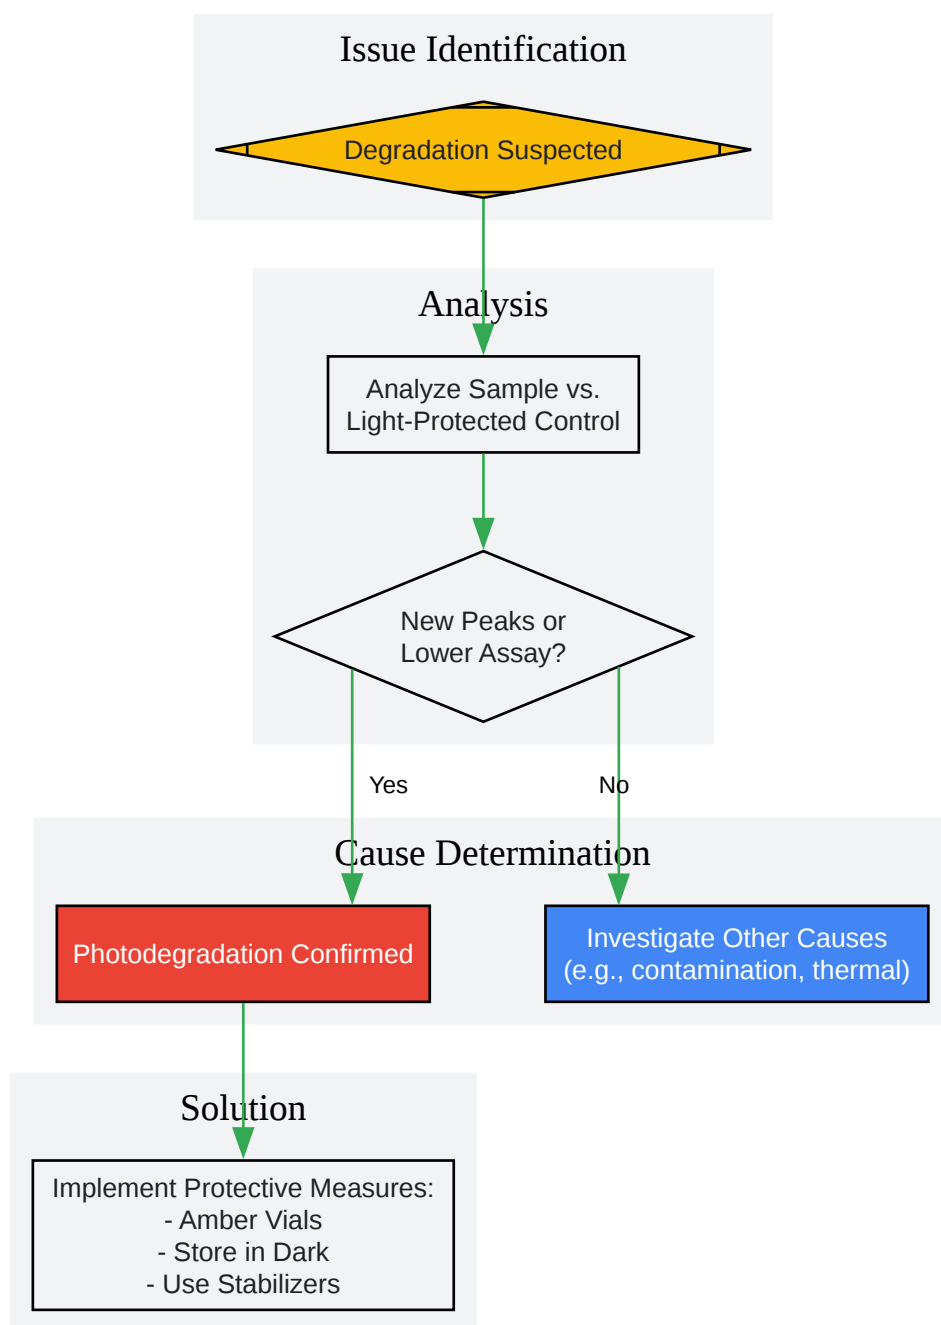 Issue Identification
Degradation Suspected
Analysis
Analyze Sample vs.
Light-Protected Control
New Peaks or
Lower Assay?
Yes
No
Cause Determination
Photodegradation Confirmed
Investigate Other Causes
(e.g., contamination, thermal)
Solution
Implement Protective Measures:
- Amber Vials
- Store in Dark
- Use Stabilizers